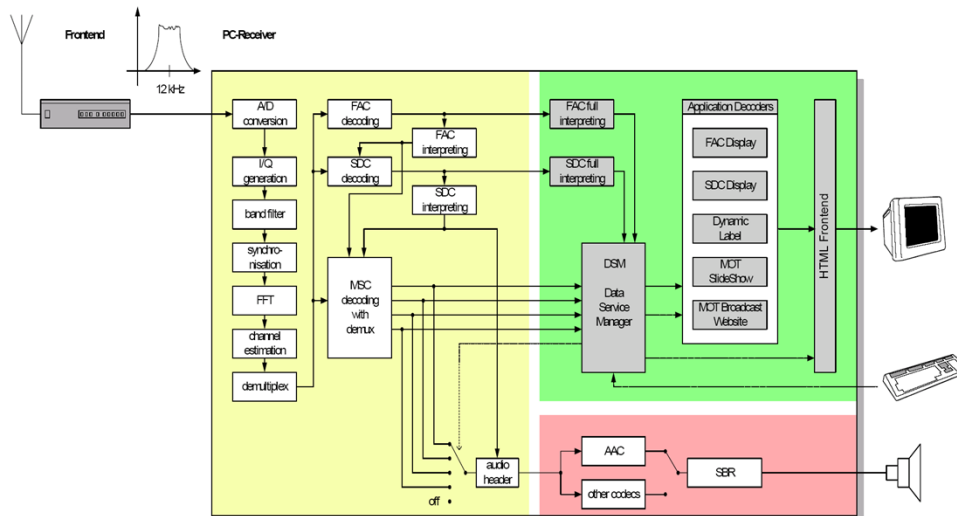 Frontend
PC-Receiver
12 kHz
A/D
conversion
I/Q
generation
band filter
synchro-
nisation
FFT
channel
estimation
demultiplex
FAC
decoding
FAC
interpreting
SDC
decoding
SDC
interpreting
MSC
decoding
with
demux
off
audio
header
FAC full
interpreting
SDC full
interpreting
DSM
Data
Service
Manager
Application Decoders
FAC Display
SDC Display
Dynamic
Label
MOT
SlideShow
MOT Broadcast
Website
HTML Frontend
AAC
other codecs
SBR